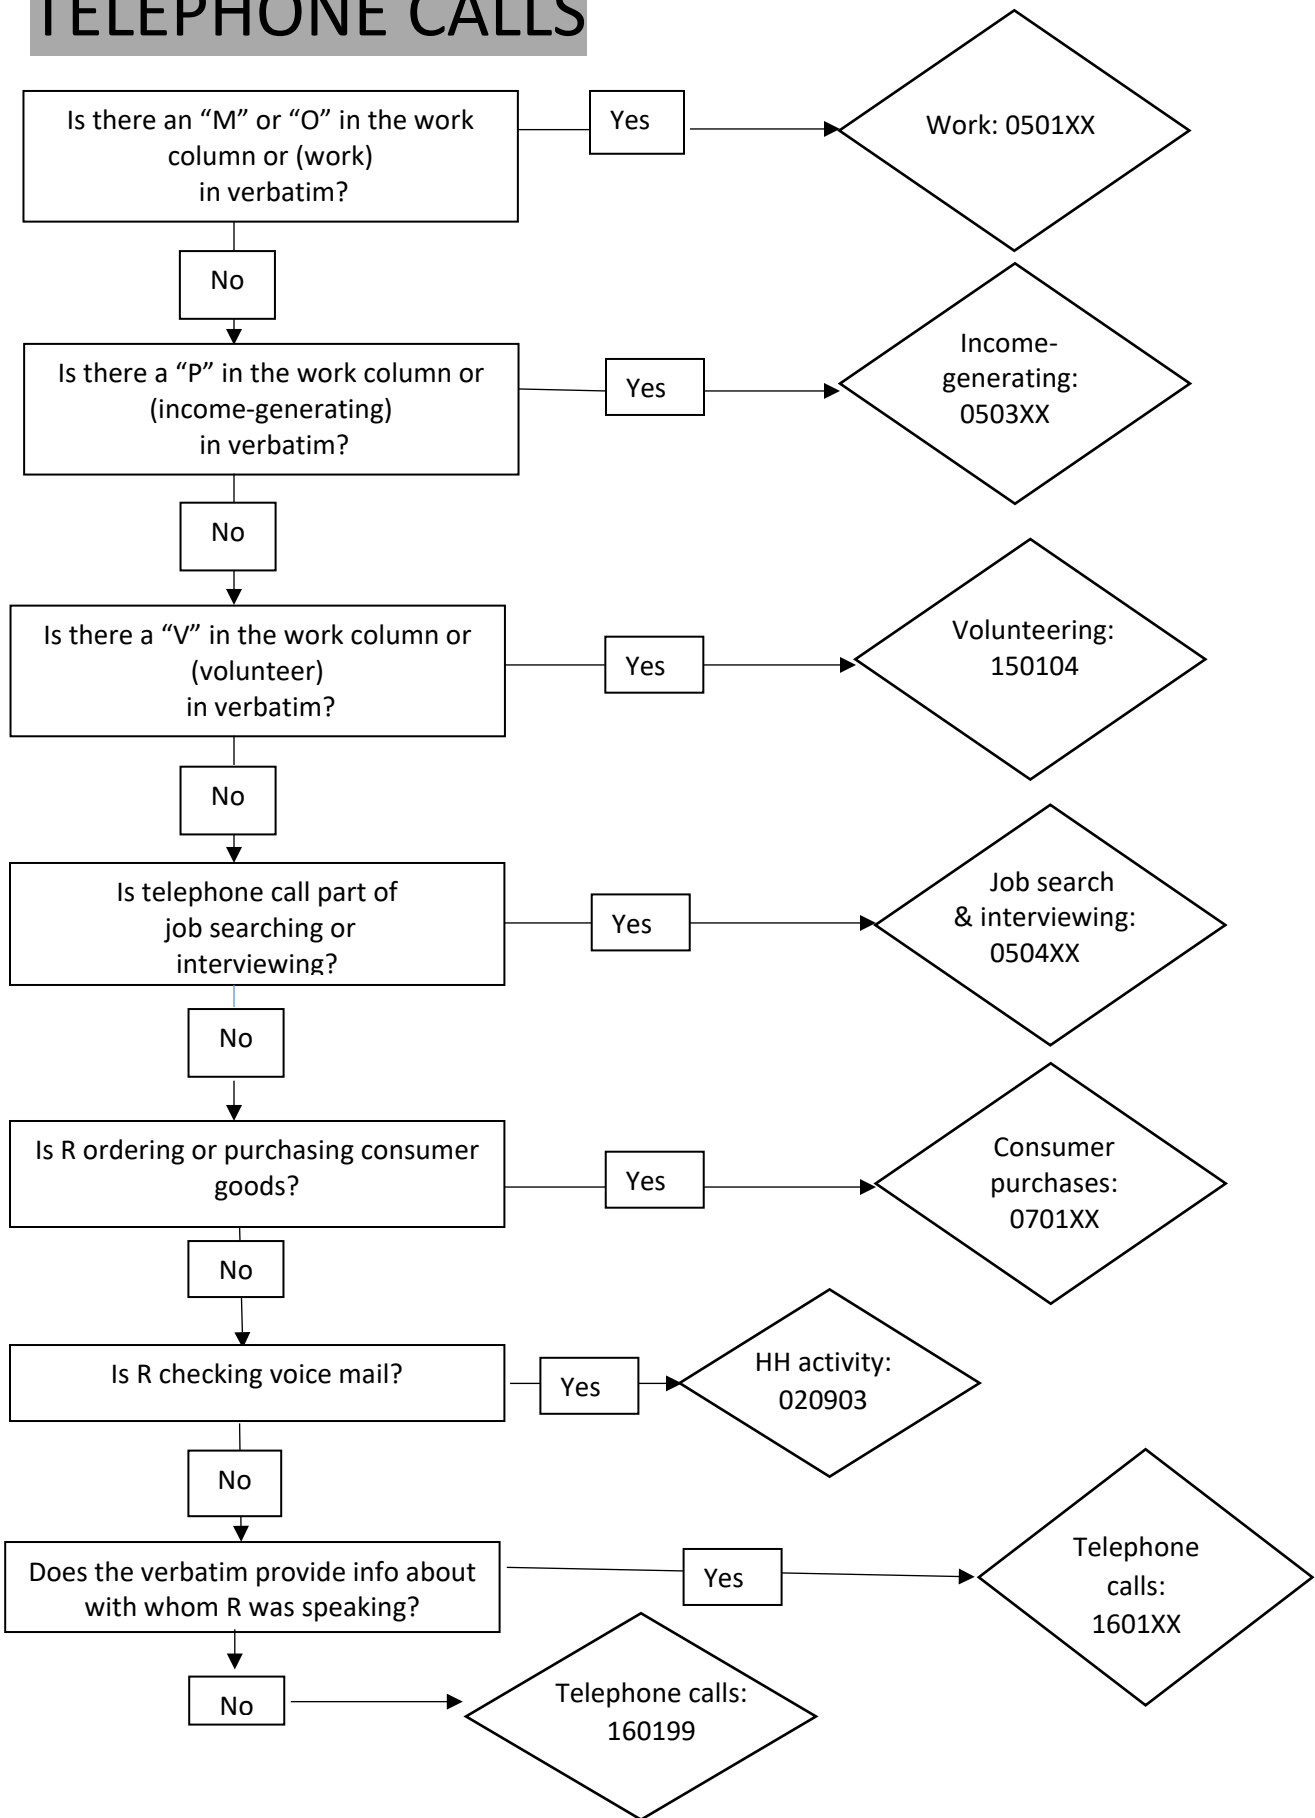 TELEPHONE CALLS
Is there an “M” or “O” in the work
column or (work)
in verbatim?
Yes
Work: 0501XX
No
Is there a “P” in the work column or
(income-generating)
in verbatim?
Yes
Income-
generating:
0503XX
No
Is there a “V” in the work column or
(volunteer)
in verbatim?
Yes
Volunteering:
150104
No
Is telephone call part of
job searching or
interviewing?
Yes
Job search
& interviewing:
0504XX
No
Is R ordering or purchasing consumer
goods?
Yes
Consumer
purchases:
0701XX
No
Is R checking voice mail?
Yes
HH activity:
020903
No
Does the verbatim provide info about
with whom R was speaking?
Yes
Telephone
calls:
1601XX
No
Telephone calls:
160199